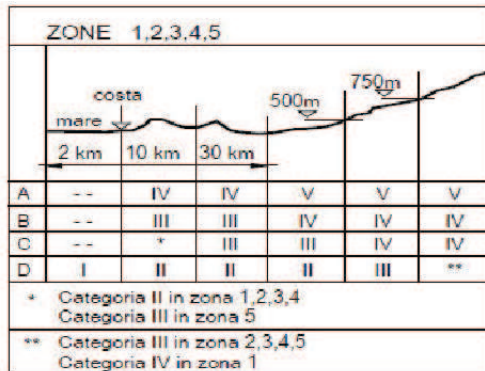 ZONE 1,2,3,4,5
750m
500m
costa
mare
2 km 10 km 30 km
A -- IV IV V V V
B -- III III IV IV IV
C -- * III III IV IV
D I II II II III **
* Categoria II in zona 1,2,3,4
Categoria III in zona 5
** Categoria III in zona 2,3,4,5
Categoria IV in zona 1